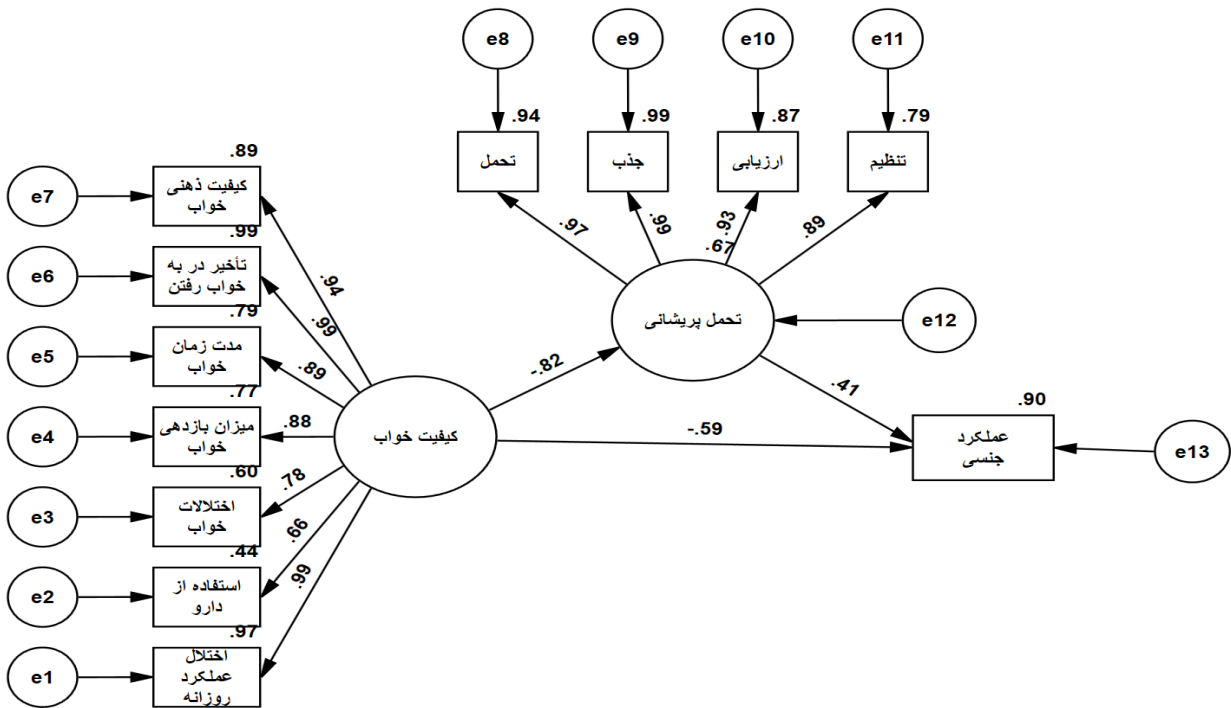 e8
e9
e10
e11
.94
.99
.87
.79
تحمل
جذب
ارزیابی
تنظیم
.97
.99
.93
.89
.67
تحمل پریشانی
e12
e7
.89
کیفیت ذهنی
خواب
.94
e6
.99
تأخیر در به
خواب رفتن
.99
e5
.79
مدت زمان
خواب
.89
e4
.77
میزان بازدهی
خواب
.88
e3
.60
اختلالات
خواب
.78
e2
.44
استفاده از
دارو
.66
e1
.97
اختلال
عملکرد
روزانه
.99
کیفیت خواب
-.82
-.59
.41
.90
عملکرد
جنسی
e13